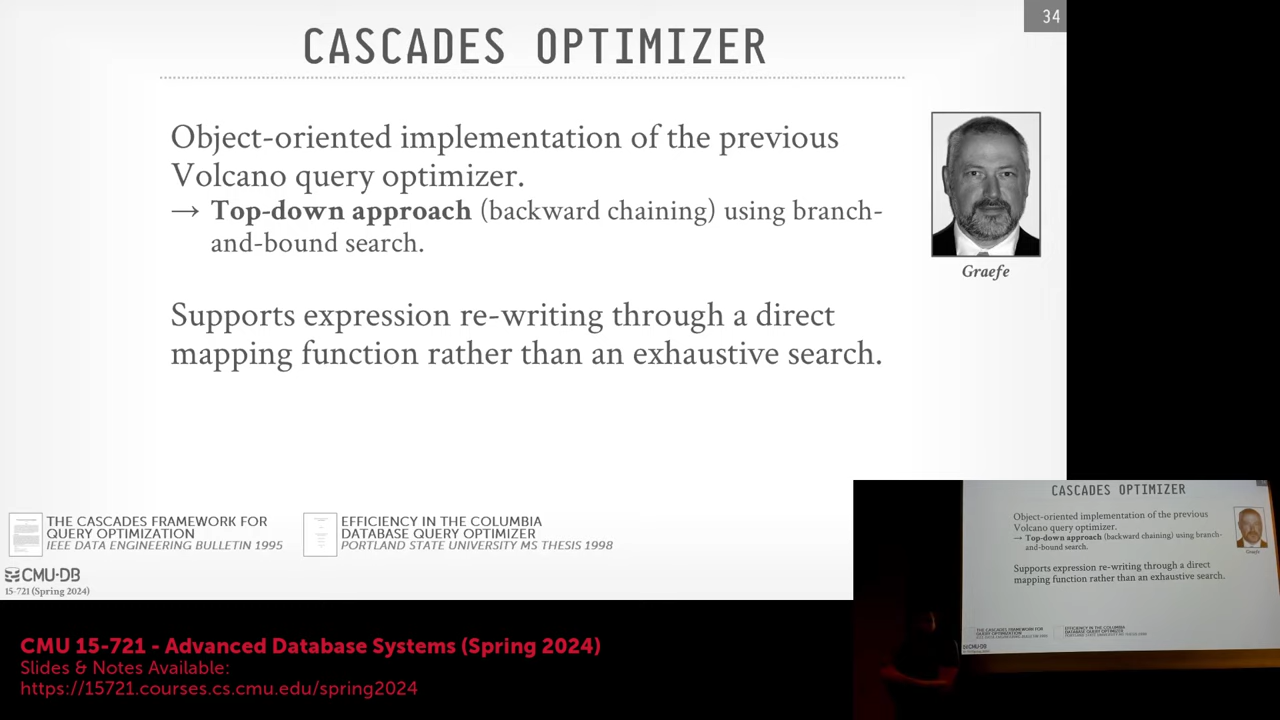 34
CASCADES OPTIMIZER
Object-oriented implementation of the previous
Volcano query optimizer.
→ Top-down approach (backward chaining) using branch-
and-bound search.
Graefe
Supports expression re-writing through a direct
mapping function rather than an exhaustive search.
THE CASCADES FRAMEWORK FOR
QUERY OPTIMIZATION
IEEE DATA ENGINEERING BULLETIN 1995
EFFICIENCY IN THE COLUMBIA
DATABASE QUERY OPTIMIZER
PORTLAND STATE UNIVERSITY MS THESIS 1998
CMU·DB
15-721 (Spring 2024)
CASCADES OPTIMIZER
Object-oriented implementation of the previous
Volcano query optimizer.
→ Top-down approach (backward chaining) using branch-
and-bound search.
Graefe
Supports expression re-writing through a direct
mapping function rather than an exhaustive search.
CMU·DB
CMU 15-721 - Advanced Database Systems (Spring 2024)
Slides & Notes Available:
https://15721.courses.cs.cmu.edu/spring2024